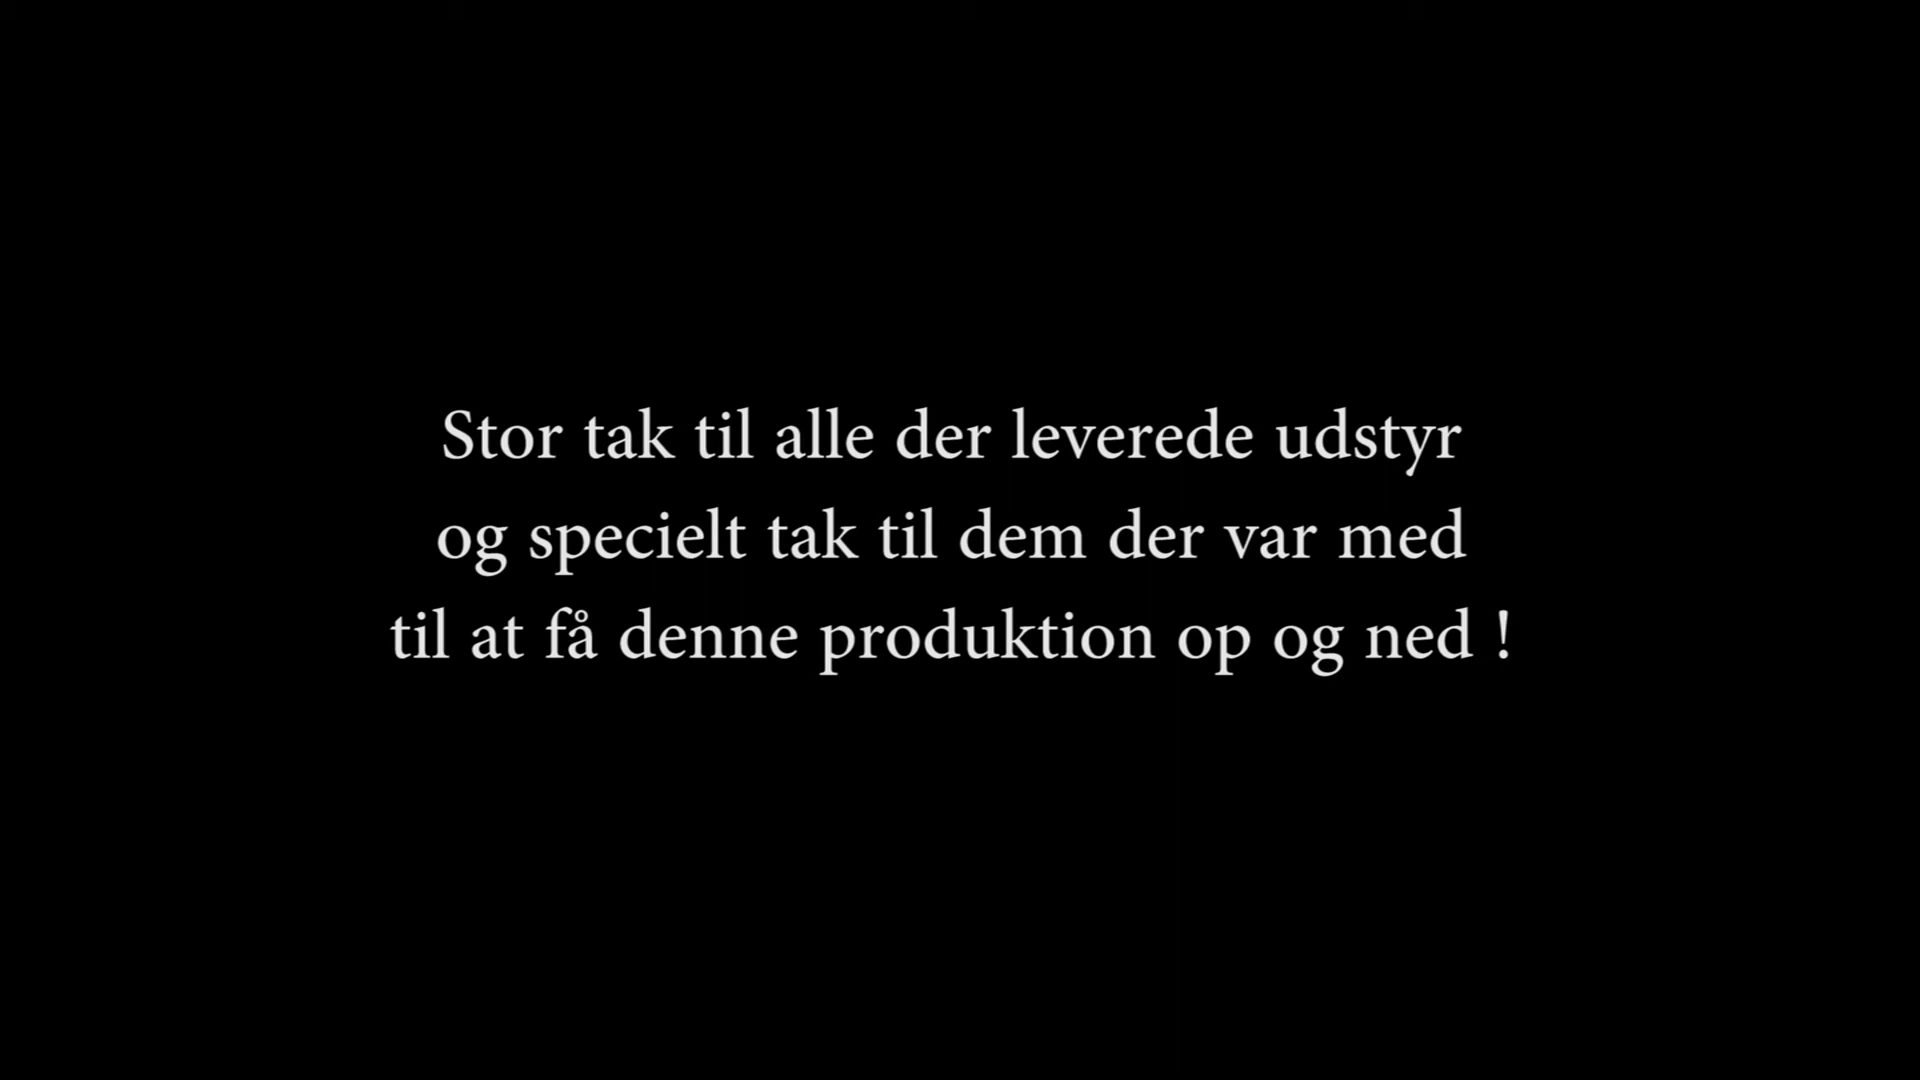 Stor tak til alle der leverede udstyr
og specielt tak til dem der var med
til at få denne produktion op og ned !